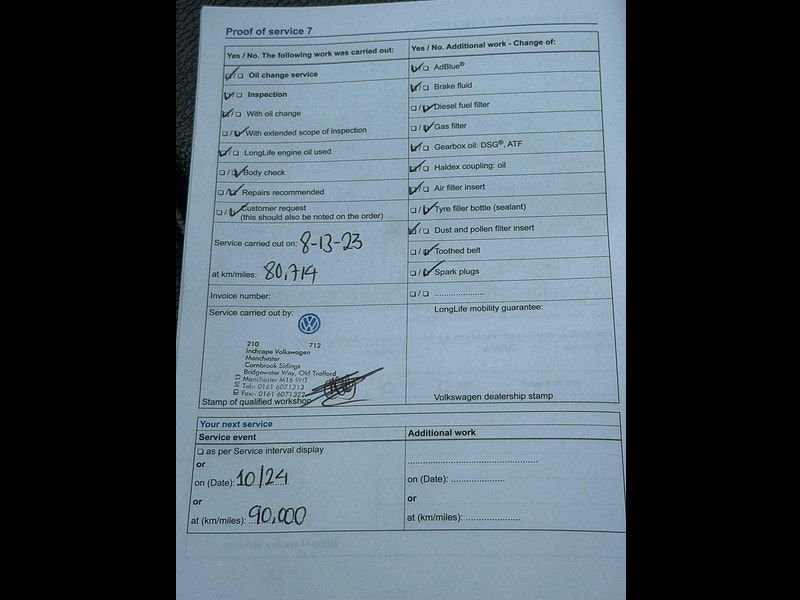 Proof of service 7
Yes / No. The following work was carried out:
Oil change service
Inspection
With oil change
With extended scope of inspection
LongLife engine oil used
Body check
Repairs recommended
Customer request
(this should also be noted on the order)
Service carried out on: 8-13-23
at km/miles: 80,714
Invoice number:
Service carried out by:
210 712
Inchcape Volkswagen
Manchester
Cornbrook Sidings
Bridgewater Way, Old Trafford
Manchester M16 9HT
Tel:- 0161 6071313
Fax:- 0161 6071322
Stamp of qualified workshop
Yes / No. Additional work - Change of:
AdBlue®
Brake fluid
Diesel fuel filter
Gas filter
Gearbox oil: DSG®, ATF
Haldex coupling: oil
Air filter insert
Tyre filler bottle (sealant)
Dust and pollen filter insert
Toothed belt
Spark plugs
LongLife mobility guarantee:
Volkswagen dealership stamp
Your next service
Service event
as per Service interval display
or
on (Date): 10/24
or
at (km/miles): 90,000
Additional work
on (Date):
or
at (km/miles):